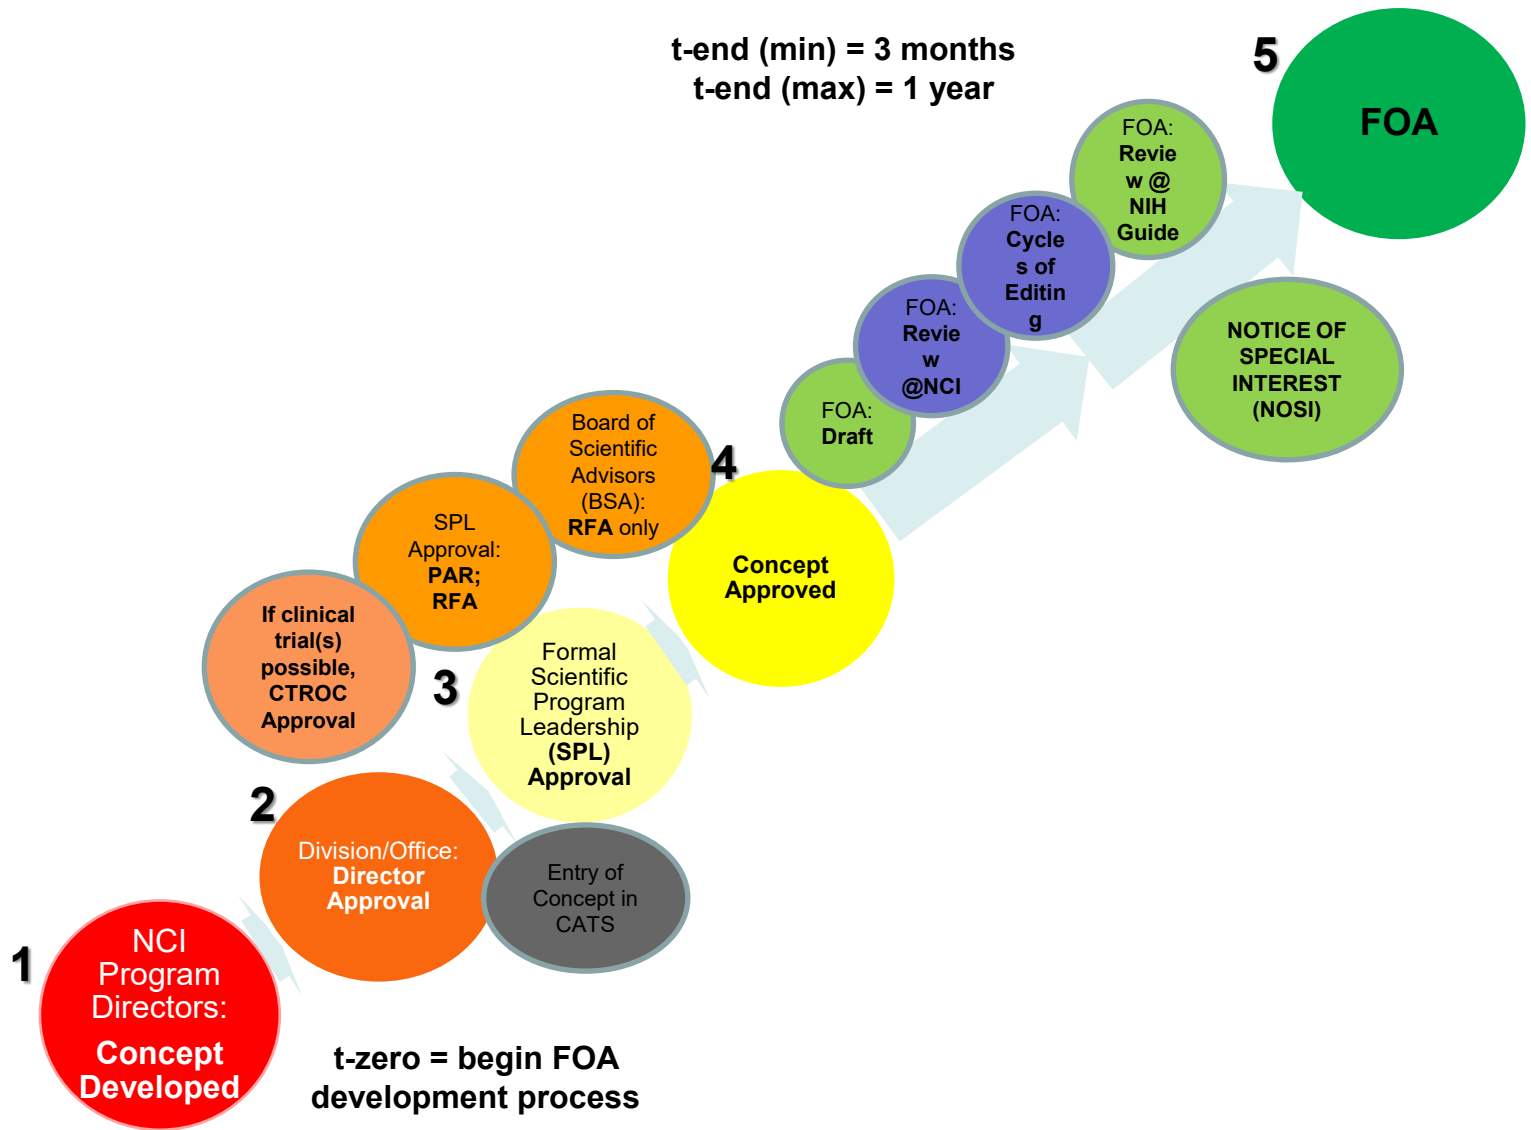 t-end (min) = 3 months
t-end (max) = 1 year
5
FOA
FOA:
Revie
w @
NIH
Guide
FOA:
Cycle
s of
Editin
g
FOA:
Revie
w
@NCI
FOA:
Draft
NOTICE OF
SPECIAL
INTEREST
(NOSI)
Board of
Scientific
Advisors
(BSA):
RFA only
4
Concept
Approved
SPL
Approval:
PAR;
RFA
If clinical
trial(s)
possible,
CTROC
Approval
3
Formal
Scientific
Program
Leadership
(SPL)
Approval
2
Division/Office:
Director
Approval
Entry of
Concept in
CATS
1
NCI
Program
Directors:
Concept
Developed
t-zero = begin FOA
development process